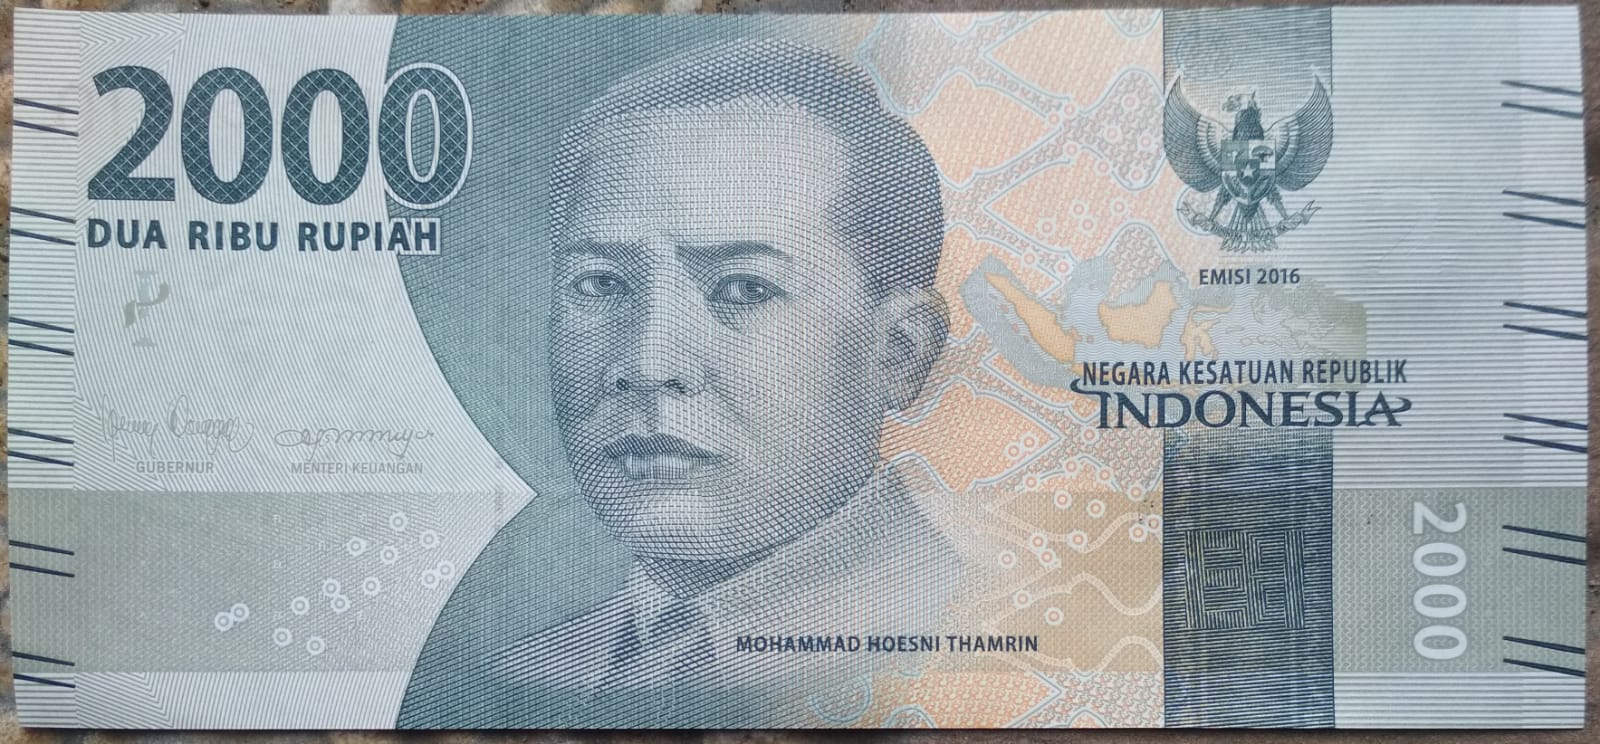 2000
DUA RIBU RUPIAH
EMISI 2016
NEGARA KESATUAN REPUBLIK
INDONESIA
GUBERNUR
MENTERI KEUANGAN
MOHAMMAD HOESNI THAMRIN
2000